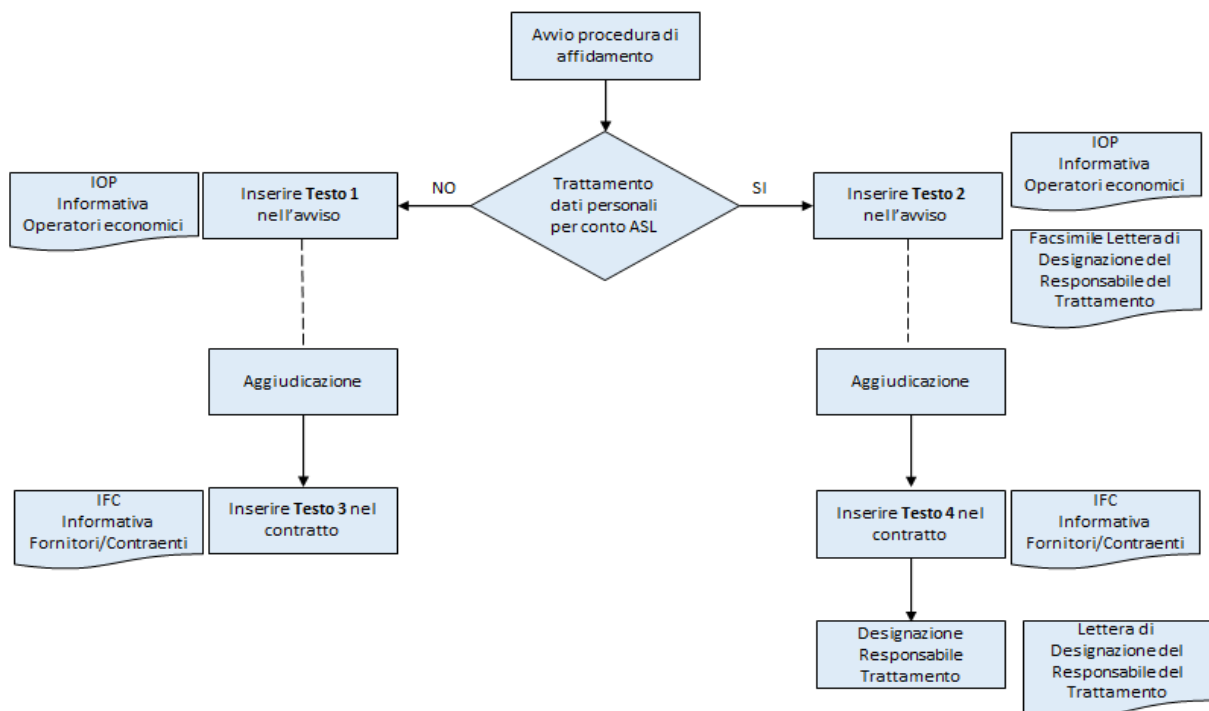 Avvio procedura di
affidamento
Trattamento
dati personali
per conto ASL
NO
SI
IOP
Informativa
Operatori economici
Inserire Testo 1
nell'avviso
Inserire Testo 2
nell'avviso
IOP
Informativa
Operatori economici
Facsimile Lettera di
Designazione del
Responsabile del
Trattamento
Aggiudicazione
Aggiudicazione
IFC
Informativa
Fornitori/Contraenti
Inserire Testo 3 nel
contratto
Inserire Testo 4 nel
contratto
IFC
Informativa
Fornitori/Contraenti
Designazione
Responsabile
Trattamento
Lettera di
Designazione del
Responsabile del
Trattamento